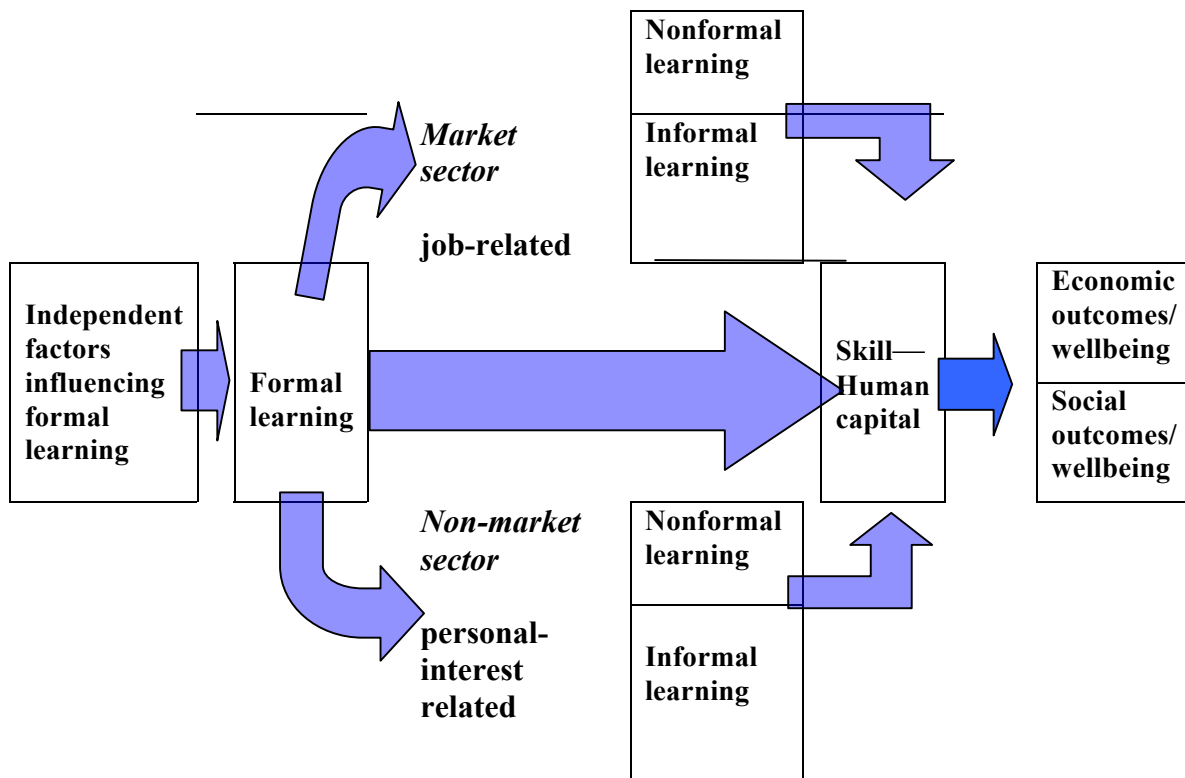 Nonformal
learning
Informal
learning
Market
sector
job-related
Independent
factors
influencing
formal
learning
Formal
learning
Skill—
Human
capital
Economic
outcomes/
wellbeing
Social
outcomes/
wellbeing
Non-market
sector
personal-
interest
related
Nonformal
learning
Informal
learning